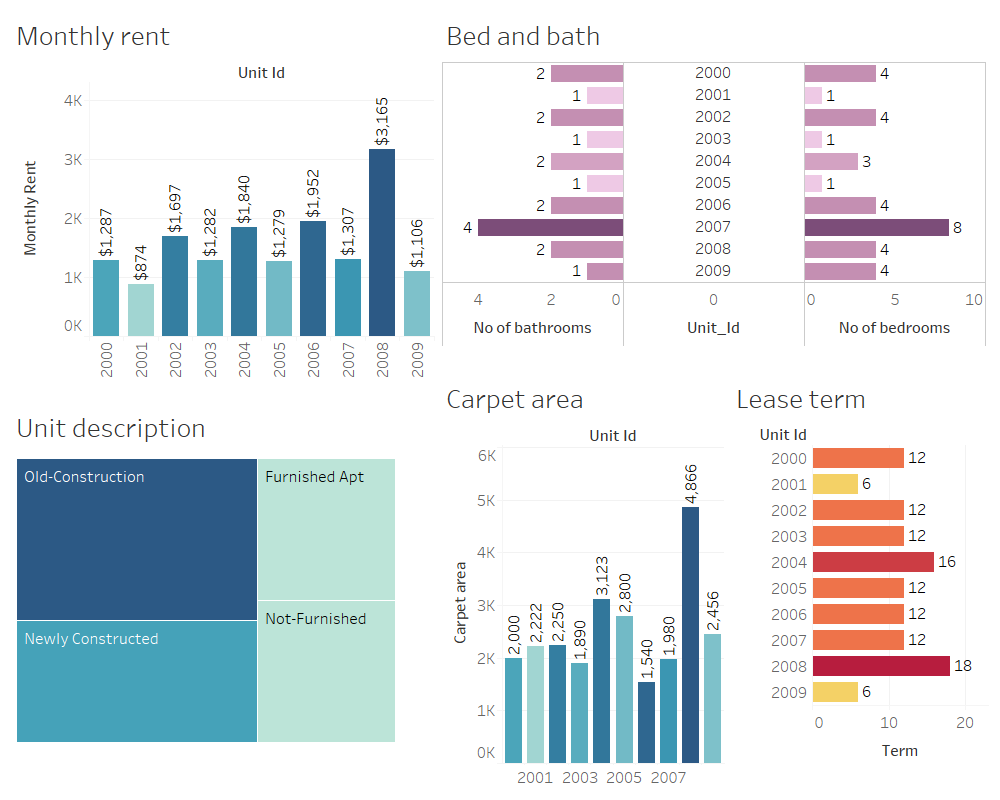 Monthly rent
Unit Id
Monthly Rent
4K
3K
2K
1K
0K
$1,287
$874
$1,697
$1,282
$1,840
$1,279
$1,952
$1,307
$3,165
$1,106
2000
2001
2002
2003
2004
2005
2006
2007
2008
2009
Bed and bath
2 2000 4
1 2001 1
2 2002 4
1 2003 1
2 2004 3
1 2005 1
2 2006 4
4 2007 8
2 2008 4
1 2009 4
4 2 0 0 0 5 10
No of bathrooms Unit_Id No of bedrooms
Unit description
Old-Construction
Newly Constructed
Furnished Apt
Not-Furnished
Carpet area
Unit Id
Carpet area
6K
5K
4K
3K
2K
1K
0K
2,000
2,222
2,250
1,890
3,123
2,800
1,540
1,980
4,866
2,456
2001 2003 2005 2007
Lease term
Unit Id
2000 12
2001 6
2002 12
2003 12
2004 16
2005 12
2006 12
2007 12
2008 18
2009 6
0 10 20
Term